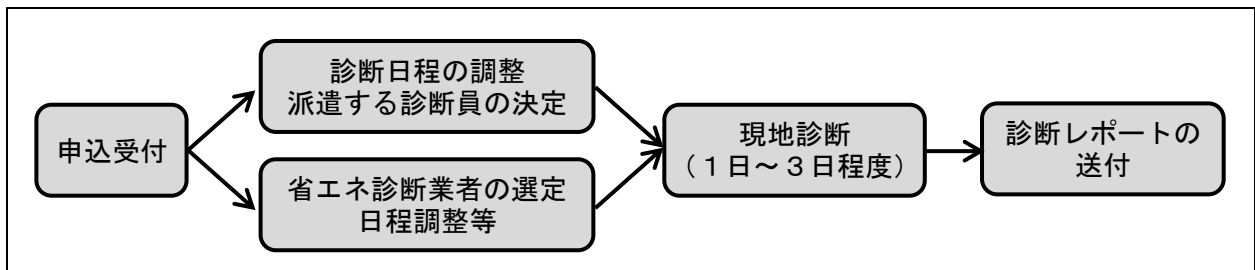 申込受付
診断日程の調整
派遣する診断員の決定
省エネ診断業者の選定
日程調整等
現地診断
(１日～３日程度)
診断レポートの
送付